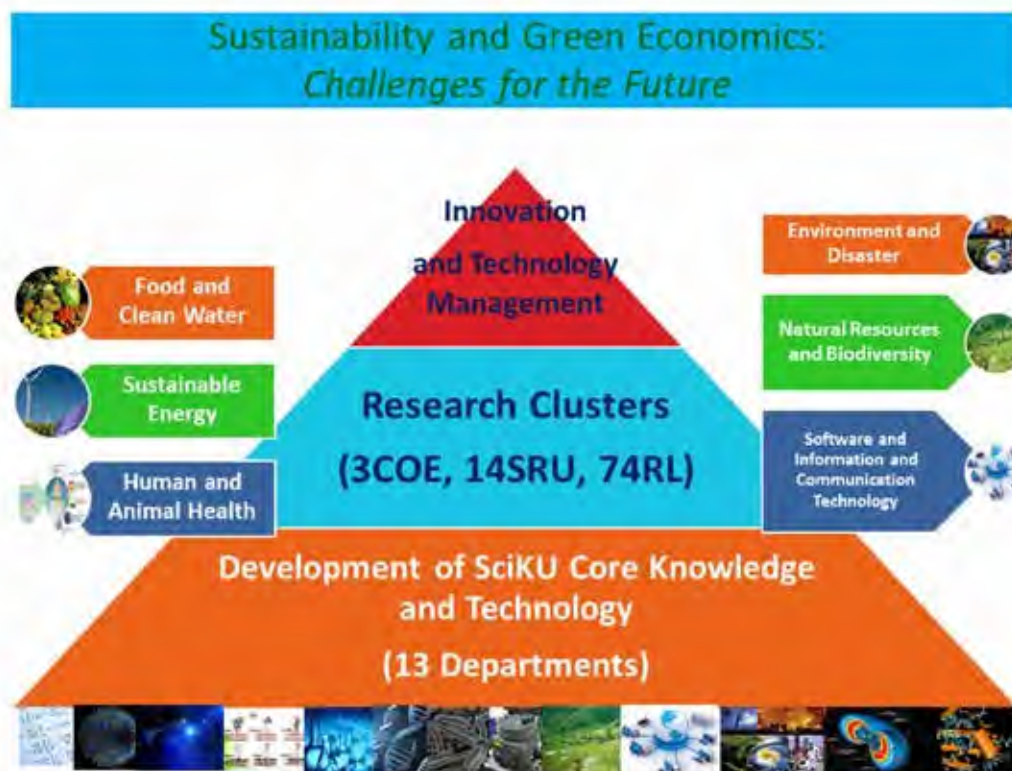 Sustainability and Green Economics:
Challenges for the Future
Innovation
and Technology
Management
Food and
Clean Water
Sustainable
Energy
Human and
Animal Health
Environment and
Disaster
Natural Resources
and Biodiversity
Software and
Information and
Communication
Technology
Research Clusters
(3COE, 14SRU, 74RL)
Development of SciKU Core Knowledge
and Technology
(13 Departments)